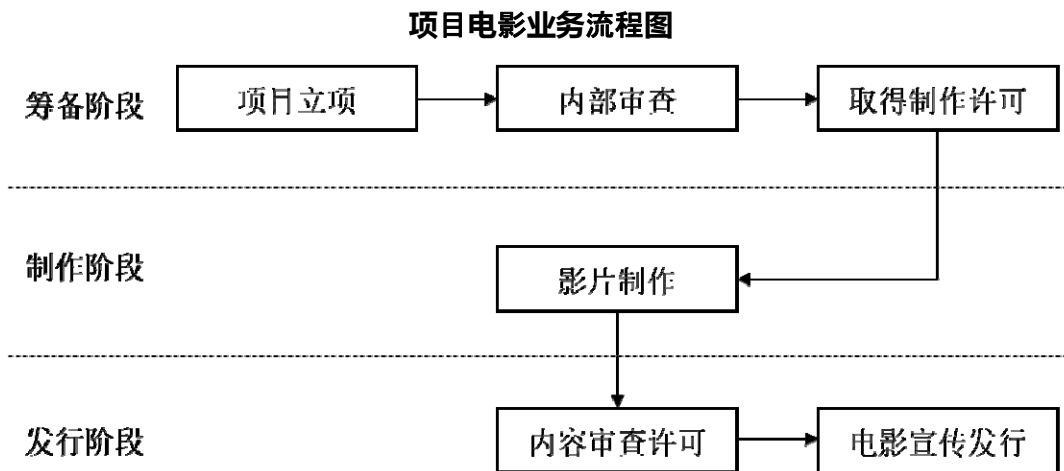 项目电影业务流程图
筹备阶段
项目立项
内部审查
取得制作许可
制作阶段
影片制作
发行阶段
内容审查许可
电影宣传发行